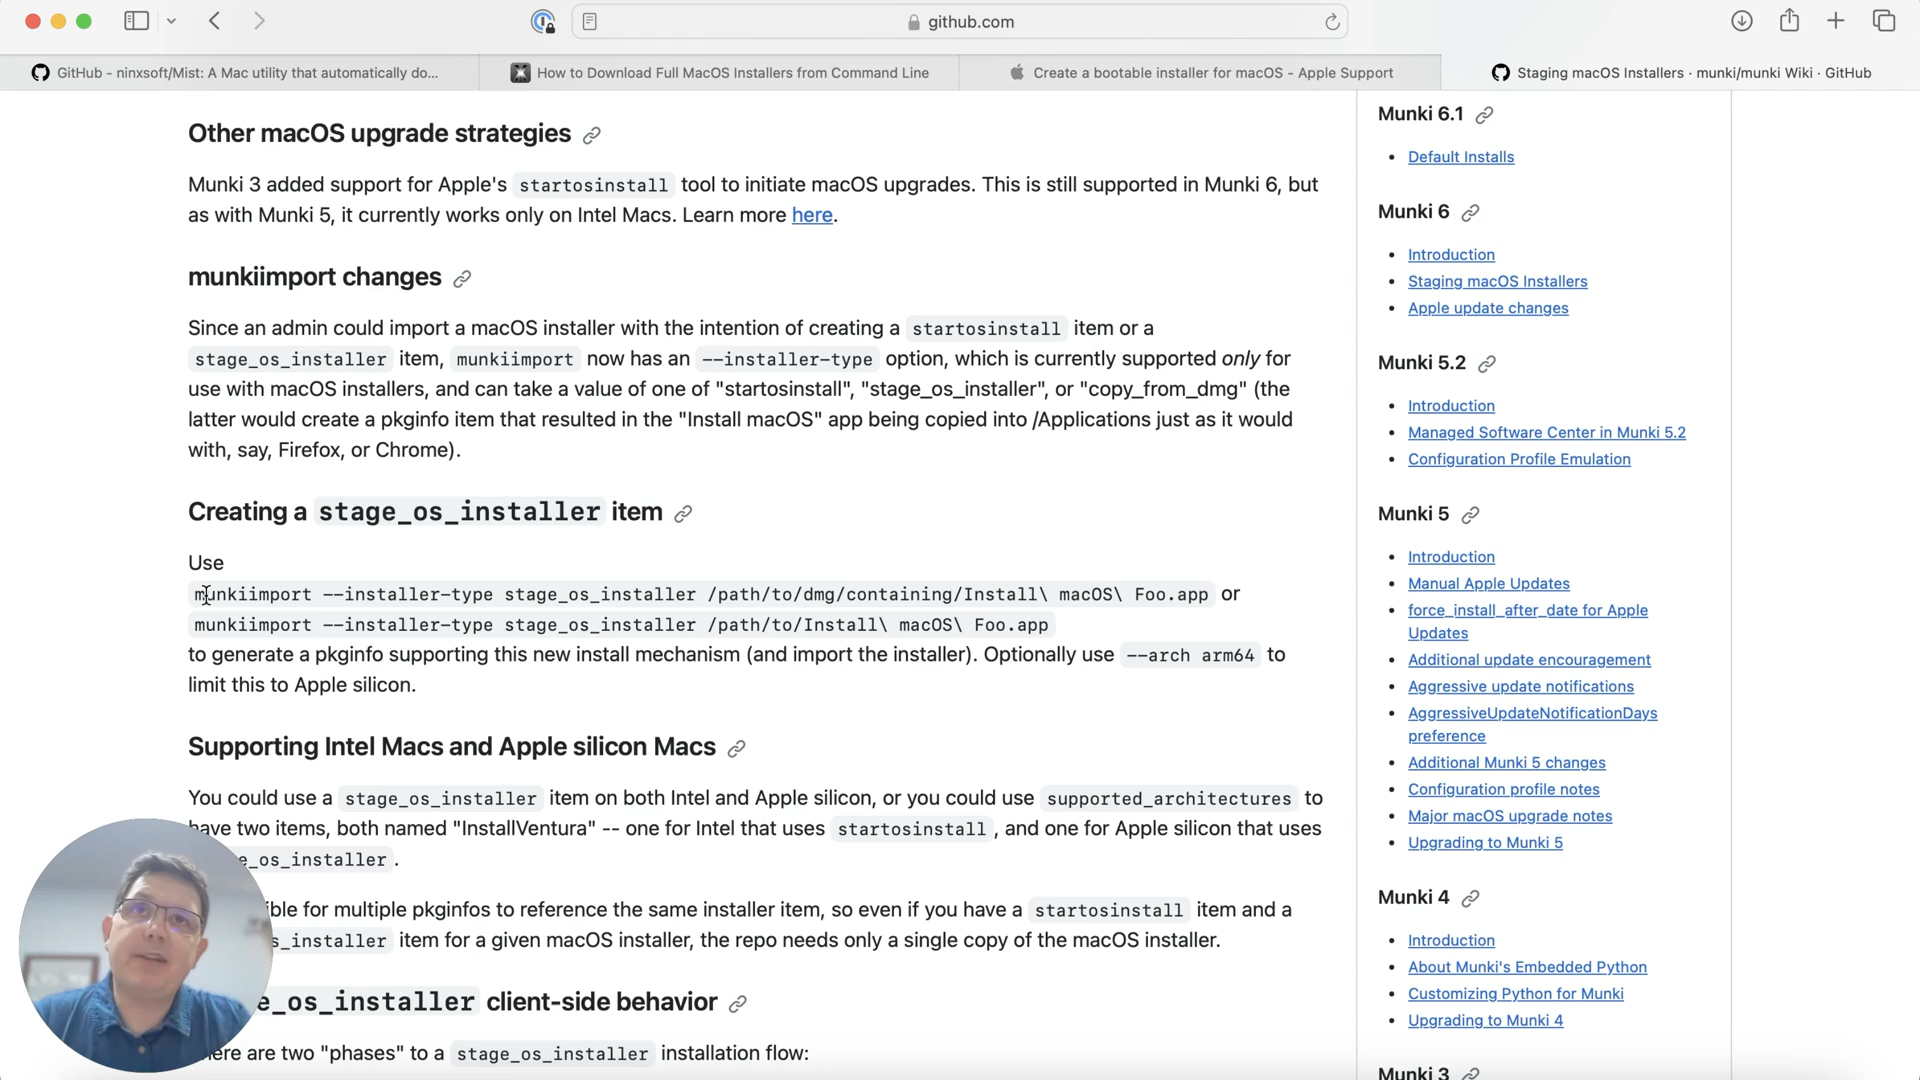 github.com
GitHub - ninxsoft/Mist: A Mac utility that automatically do...
How to Download Full MacOS Installers from Command Line
Create a bootable installer for macOS - Apple Support
Staging macOS Installers · munki/munki Wiki · GitHub
Other macOS upgrade strategies
Munki 3 added support for Apple's startosinstall tool to initiate macOS upgrades. This is still supported in Munki 6, but
as with Munki 5, it currently works only on Intel Macs. Learn more here.
munkiimport changes
Since an admin could import a macOS installer with the intention of creating a startosinstall item or a
stage_os_installer item, munkiimport now has an --installer-type option, which is currently supported only for
use with macOS installers, and can take a value of one of "startosinstall", "stage_os_installer", or "copy_from_dmg" (the
latter would create a pkginfo item that resulted in the "Install macOS" app being copied into /Applications just as it would
with, say, Firefox, or Chrome).
Creating a stage_os_installer item
Use
munkiimport --installer-type stage_os_installer /path/to/dmg/containing/Install\ macOS\ Foo.app or
munkiimport --installer-type stage_os_installer /path/to/Install\ macOS\ Foo.app
to generate a pkginfo supporting this new install mechanism (and import the installer). Optionally use --arch arm64 to
limit this to Apple silicon.
Supporting Intel Macs and Apple silicon Macs
You could use a stage_os_installer item on both Intel and Apple silicon, or you could use supported_architectures to
have two items, both named "InstallVentura" -- one for Intel that uses startosinstall, and one for Apple silicon that uses
e_os_installer.
ible for multiple pkginfos to reference the same installer item, so even if you have a startosinstall item and a
s_installer item for a given macOS installer, the repo needs only a single copy of the macOS installer.
e_os_installer client-side behavior
here are two "phases" to a stage_os_installer installation flow:
Munki 6.1
Default Installs
Munki 6
Introduction
Staging macOS Installers
Apple update changes
Munki 5.2
Introduction
Managed Software Center in Munki 5.2
Configuration Profile Emulation
Munki 5
Introduction
Manual Apple Updates
force_install_after_date for Apple
Updates
Additional update encouragement
Aggressive update notifications
AggressiveUpdateNotificationDays
preference
Additional Munki 5 changes
Configuration profile notes
Major macOS upgrade notes
Upgrading to Munki 5
Munki 4
Introduction
About Munki's Embedded Python
Customizing Python for Munki
Upgrading to Munki 4
Munki 3